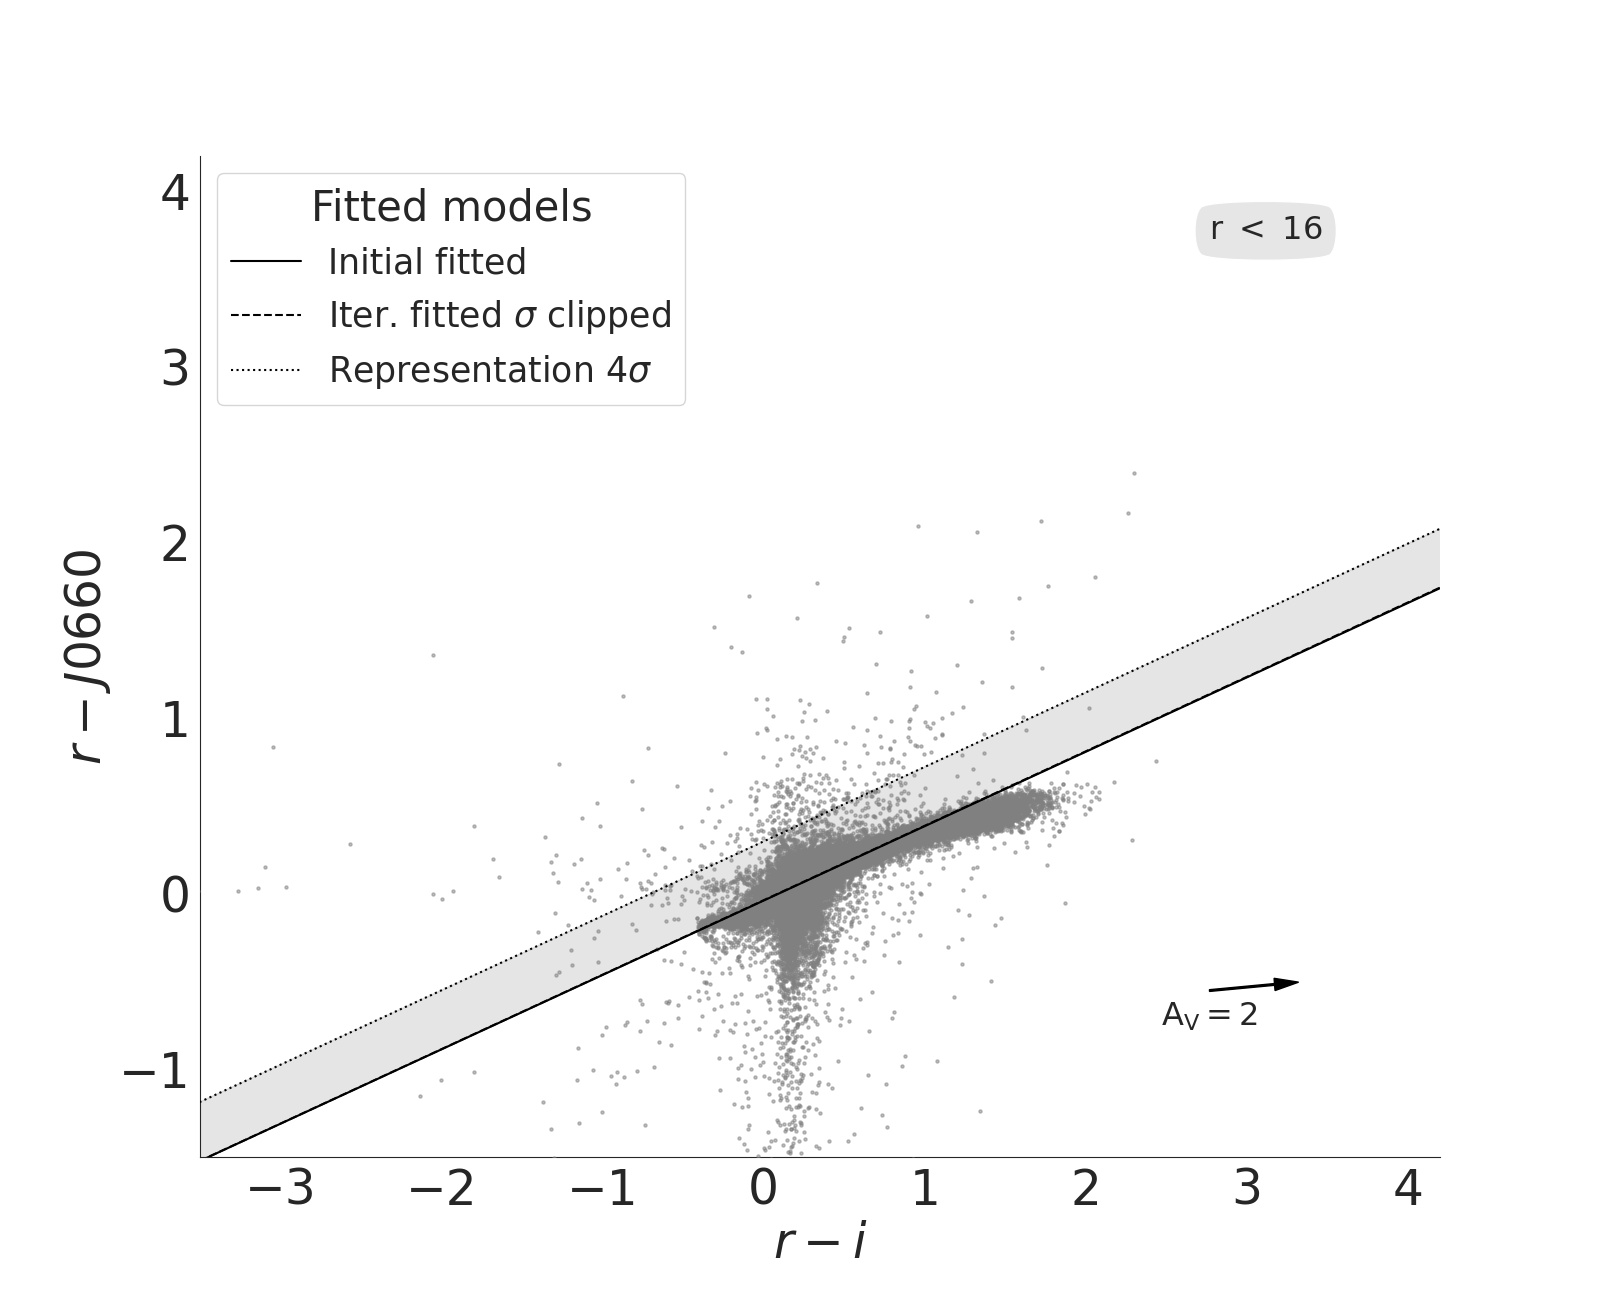 Fitted models
Initial fitted
Iter. fitted σ clipped
Representation 4σ
r < 16
4
3
2
1
0
−1
r − J0660
A_V = 2
−3 −2 −1 0 1 2 3 4
r − i